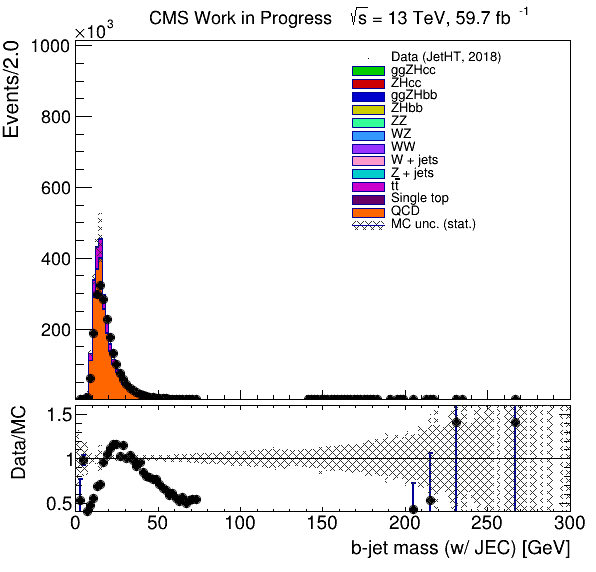 CMS Work in Progress √s = 13 TeV, 59.7 fb⁻¹
×10³
Events/2.0
1000
800
600
400
200
Data (JetHT, 2018)
ggZHcc
ZHcc
ggZHbb
ZHbb
ZZ
WZ
WW
W + jets
Z + jets
tt̅
Single top
QCD
MC unc. (stat.)
Data/MC
1.5
1
0.5
0 50 100 150 200 250 300
b-jet mass (w/ JEC) [GeV]